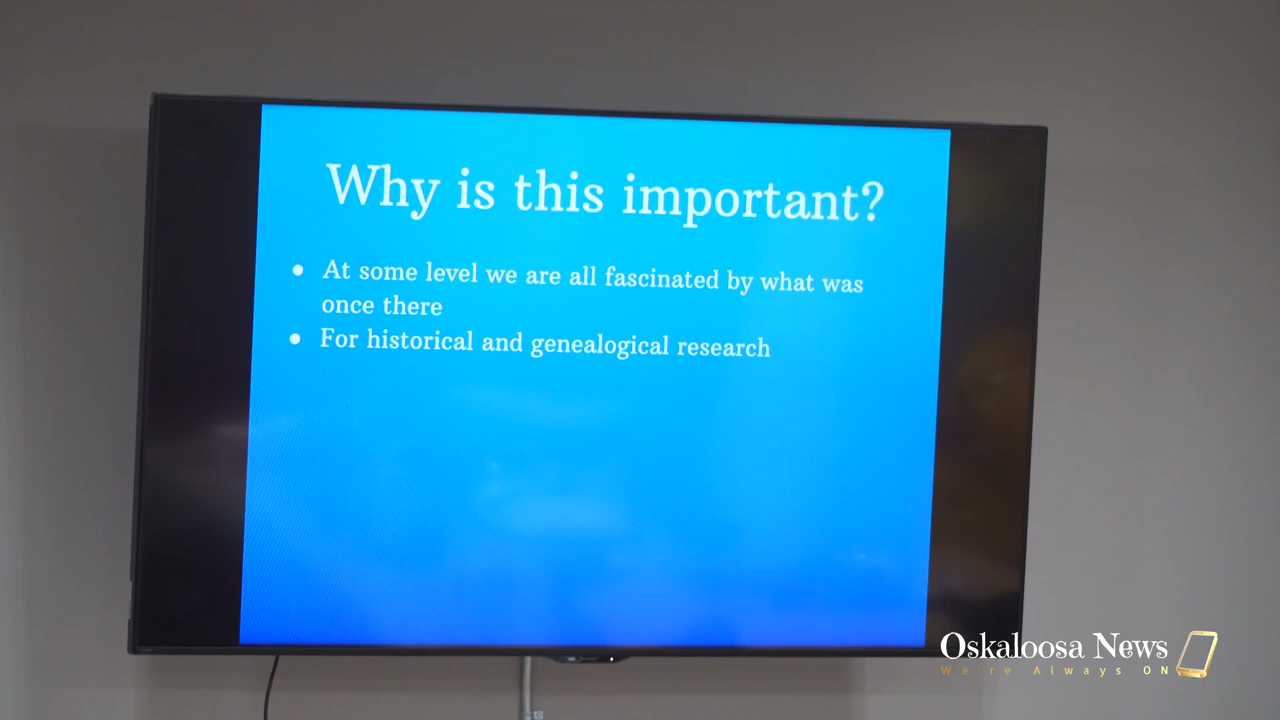 Why is this important?
● At some level we are all fascinated by what was
once there
● For historical and genealogical research
Oskaloosa News
We're Always ON